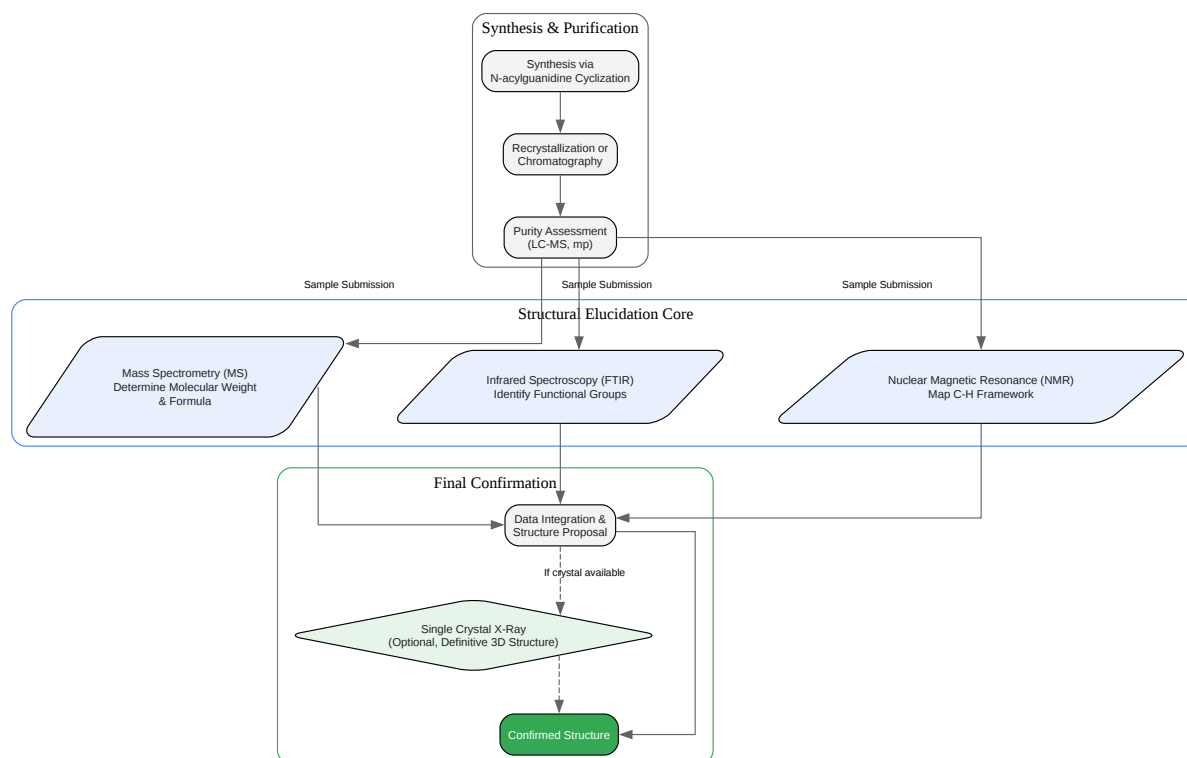 Synthesis & Purification
Synthesis via
N-acylguanidine Cyclization
Recrystallization or
Chromatography
Purity Assessment
(LC-MS, mp)
Sample Submission
Sample Submission
Sample Submission
Structural Elucidation Core
Mass Spectrometry (MS)
Determine Molecular Weight
& Formula
Infrared Spectroscopy (FTIR)
Identify Functional Groups
Nuclear Magnetic Resonance (NMR)
Map C-H Framework
Final Confirmation
Data Integration &
Structure Proposal
If crystal available
Single Crystal X-Ray
(Optional, Definitive 3D Structure)
Confirmed Structure